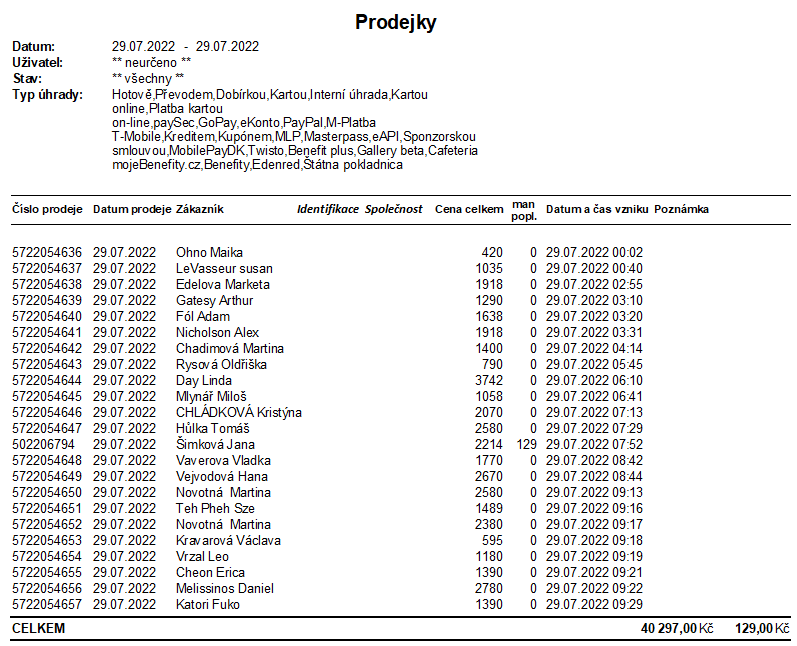 Prodejky
Datum: 29.07.2022 - 29.07.2022
Uživatel: ** neurčeno **
Stav: ** všechny **
Typ úhrady: Hotově,Převodem,Dobírkou,Kartou,Interní úhrada,Kartou
online,Platba kartou
on-line,paySec,GoPay,eKonto,PayPal,M-Platba
T-Mobile,Kreditem,Kupónem,MLP,Masterpass,eAPI,Sponzorskou
smlouvou,MobilePayDK,Twisto,Benefit plus,Gallery beta,Cafeteria
mojeBenefity.cz,Benefity,Edenred,Štátna pokladnica
Číslo prodeje Datum prodeje Zákazník Identifikace Společnost Cena celkem man popl. Datum a čas vzniku Poznámka
5722054636 29.07.2022 Ohno Maika 420 0 29.07.2022 00:02
5722054637 29.07.2022 LeVasseur susan 1035 0 29.07.2022 00:40
5722054638 29.07.2022 Edelova Marketa 1918 0 29.07.2022 02:55
5722054639 29.07.2022 Gatesy Arthur 1290 0 29.07.2022 03:10
5722054640 29.07.2022 Fól Adam 1638 0 29.07.2022 03:20
5722054641 29.07.2022 Nicholson Alex 1918 0 29.07.2022 03:31
5722054642 29.07.2022 Chadimová Martina 1400 0 29.07.2022 04:14
5722054643 29.07.2022 Rysová Oldřiška 790 0 29.07.2022 05:45
5722054644 29.07.2022 Day Linda 3742 0 29.07.2022 06:10
5722054645 29.07.2022 Mlynář Miloš 1058 0 29.07.2022 06:41
5722054646 29.07.2022 CHLÁDKOVÁ Kristýna 2070 0 29.07.2022 07:13
5722054647 29.07.2022 Hůlka Tomáš 2580 0 29.07.2022 07:29
502206794 29.07.2022 Šimková Jana 2214 129 29.07.2022 07:52
5722054648 29.07.2022 Vaverova Vladka 1770 0 29.07.2022 08:42
5722054649 29.07.2022 Vejvodová Hana 2670 0 29.07.2022 08:44
5722054650 29.07.2022 Novotná Martina 2580 0 29.07.2022 09:13
5722054651 29.07.2022 Teh Pheh Sze 1489 0 29.07.2022 09:16
5722054652 29.07.2022 Novotná Martina 2380 0 29.07.2022 09:17
5722054653 29.07.2022 Kravarová Václava 595 0 29.07.2022 09:18
5722054654 29.07.2022 Vrzal Leo 1180 0 29.07.2022 09:19
5722054655 29.07.2022 Cheon Erica 1390 0 29.07.2022 09:21
5722054656 29.07.2022 Melissinos Daniel 2780 0 29.07.2022 09:22
5722054657 29.07.2022 Katori Fuko 1390 0 29.07.2022 09:29
CELKEM 40 297,00 Kč 129,00 Kč